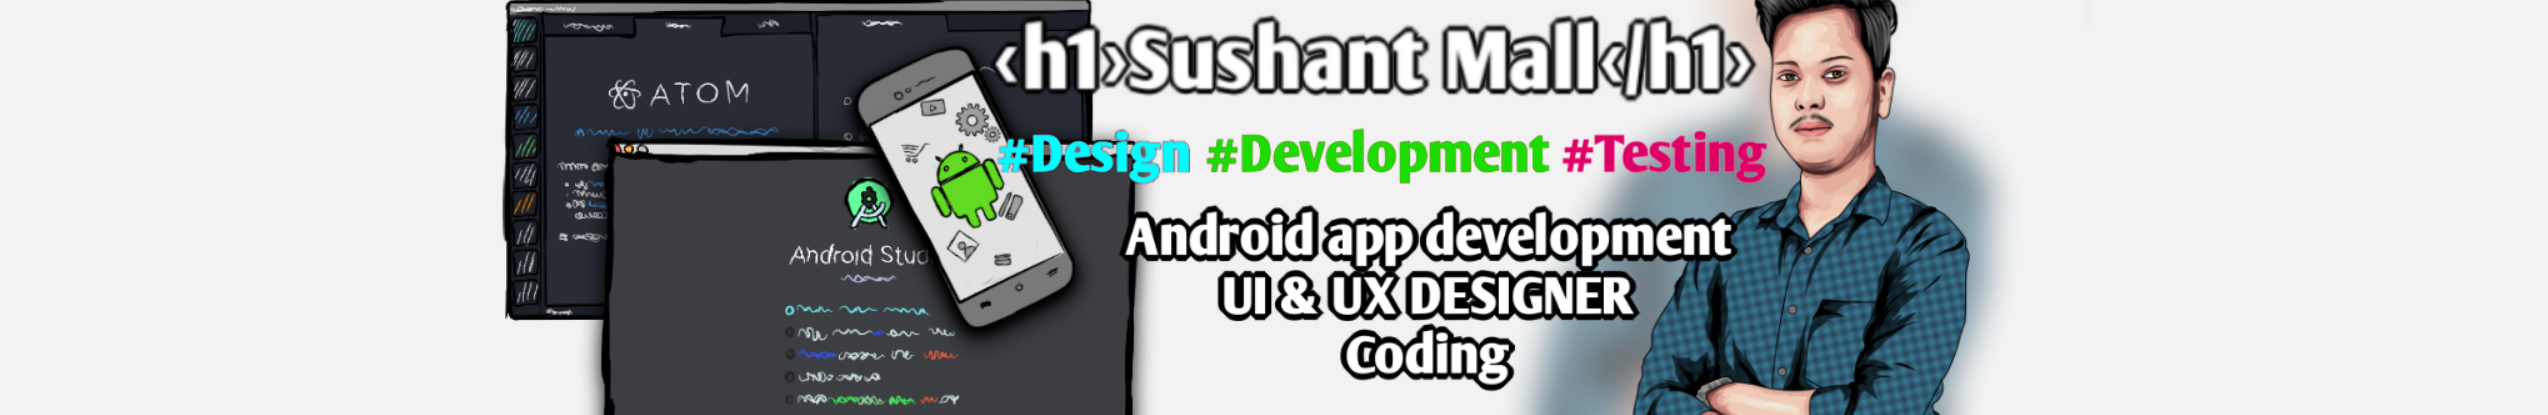 ‹h1›Sushant Mall‹/h1›
#Design #Development #Testing
Android app development
UI & UX DESIGNER
Coding
ATOM
Android Stud